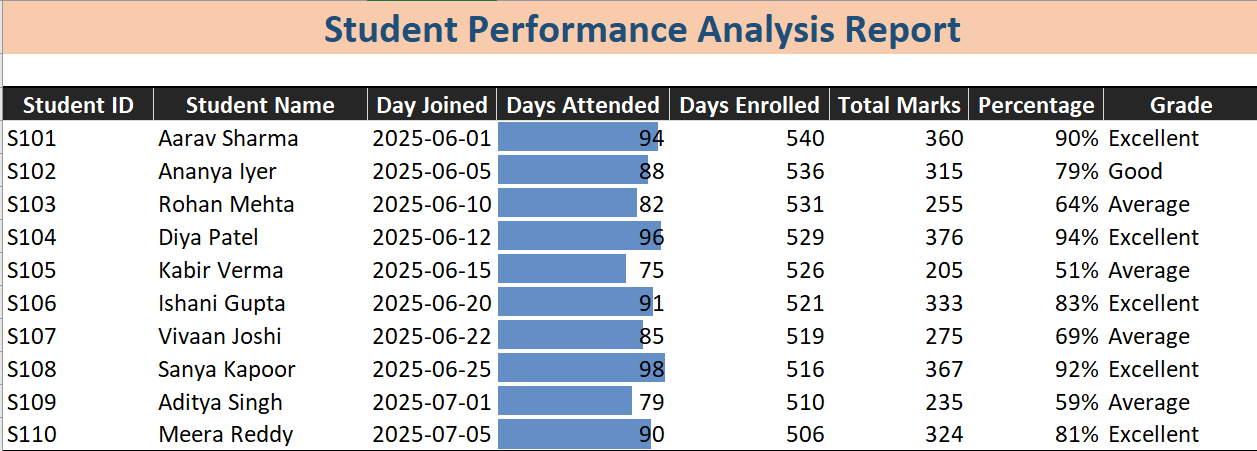 Student Performance Analysis Report
Student ID Student Name Day Joined Days Attended Days Enrolled Total Marks Percentage Grade
S101 Aarav Sharma 2025-06-01 94 540 360 90% Excellent
S102 Ananya Iyer 2025-06-05 88 536 315 79% Good
S103 Rohan Mehta 2025-06-10 82 531 255 64% Average
S104 Diya Patel 2025-06-12 96 529 376 94% Excellent
S105 Kabir Verma 2025-06-15 75 526 205 51% Average
S106 Ishani Gupta 2025-06-20 91 521 333 83% Excellent
S107 Vivaan Joshi 2025-06-22 85 519 275 69% Average
S108 Sanya Kapoor 2025-06-25 98 516 367 92% Excellent
S109 Aditya Singh 2025-07-01 79 510 235 59% Average
S110 Meera Reddy 2025-07-05 90 506 324 81% Excellent